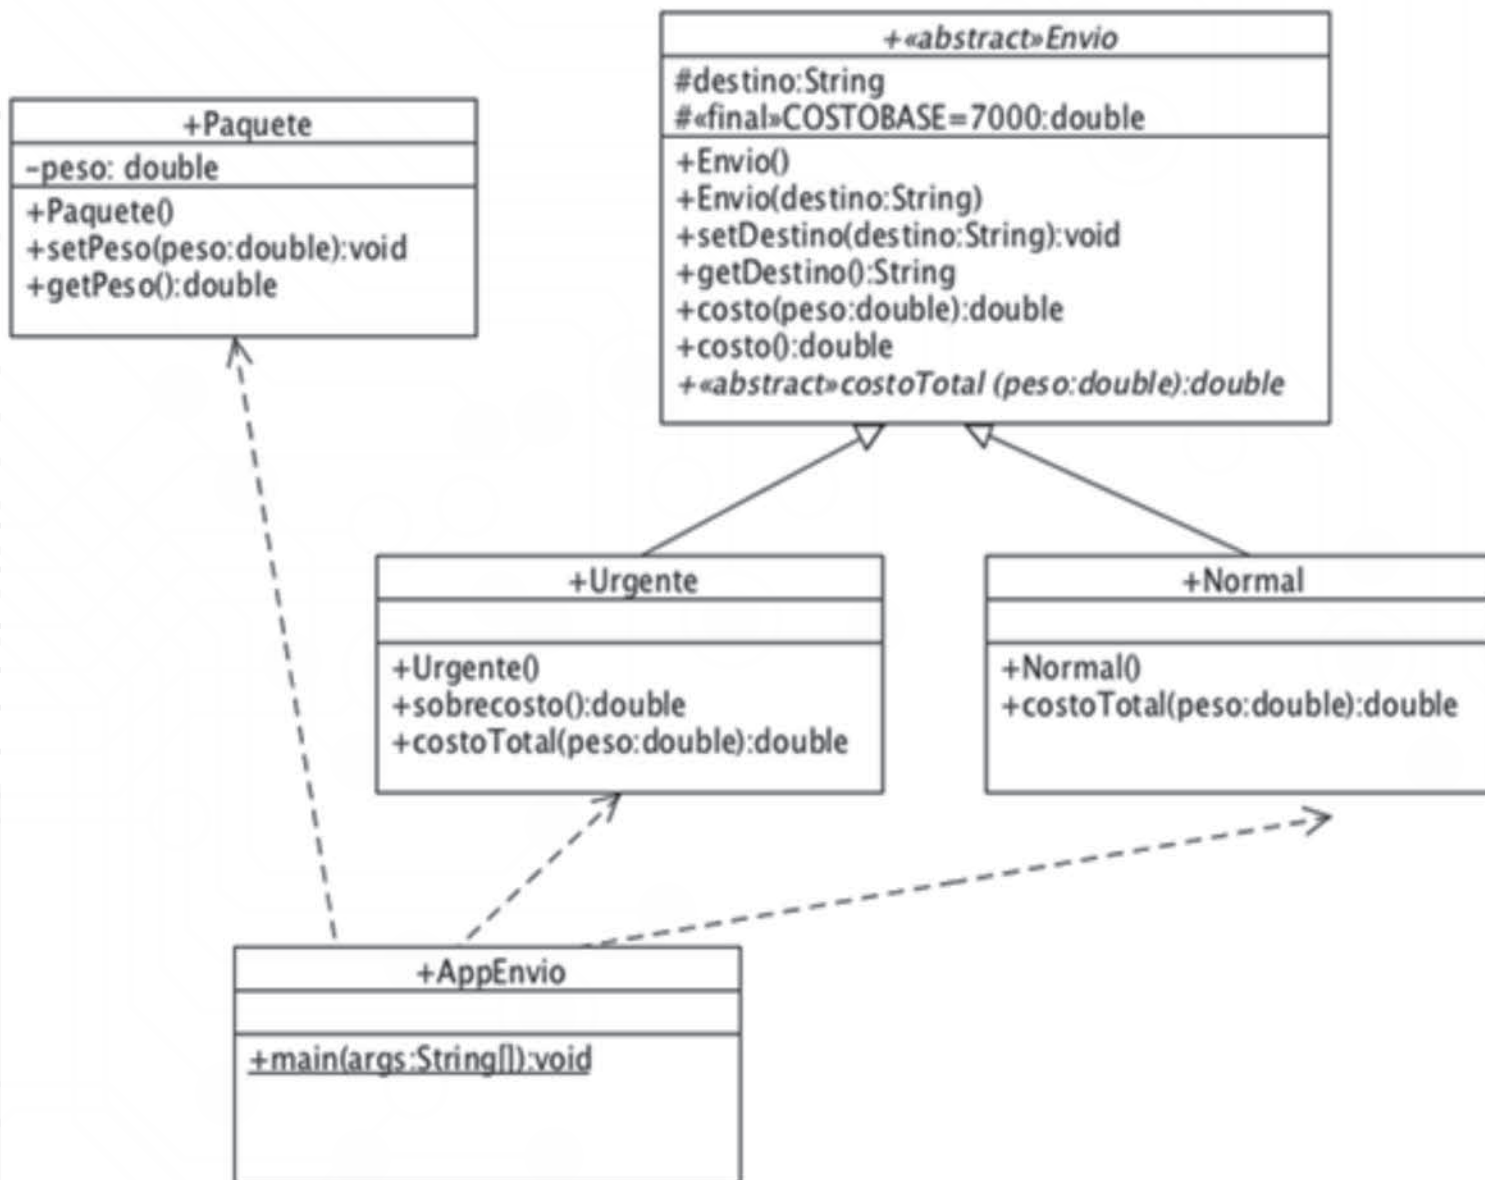 +Paquete
-peso: double
+Paquete()
+setPeso(peso:double):void
+getPeso():double
+«abstract»Envio
#destino:String
#«final»COSTOBASE=7000:double
+Envio()
+Envio(destino:String)
+setDestino(destino:String):void
+getDestino():String
+costo(peso:double):double
+costo():double
+«abstract»costoTotal (peso:double):double
+Urgente
+Urgente()
+sobrecosto():double
+costoTotal(peso:double):double
+Normal
+Normal()
+costoTotal(peso:double):double
+AppEnvio
+main(args:String[]):void